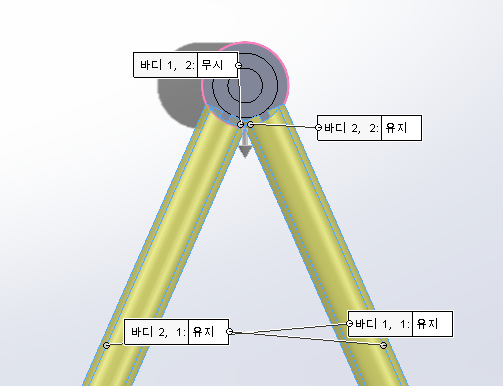 바디 1, 2: 무시
바디 2, 2: 유지
바디 2, 1: 유지
바디 1, 1: 유지